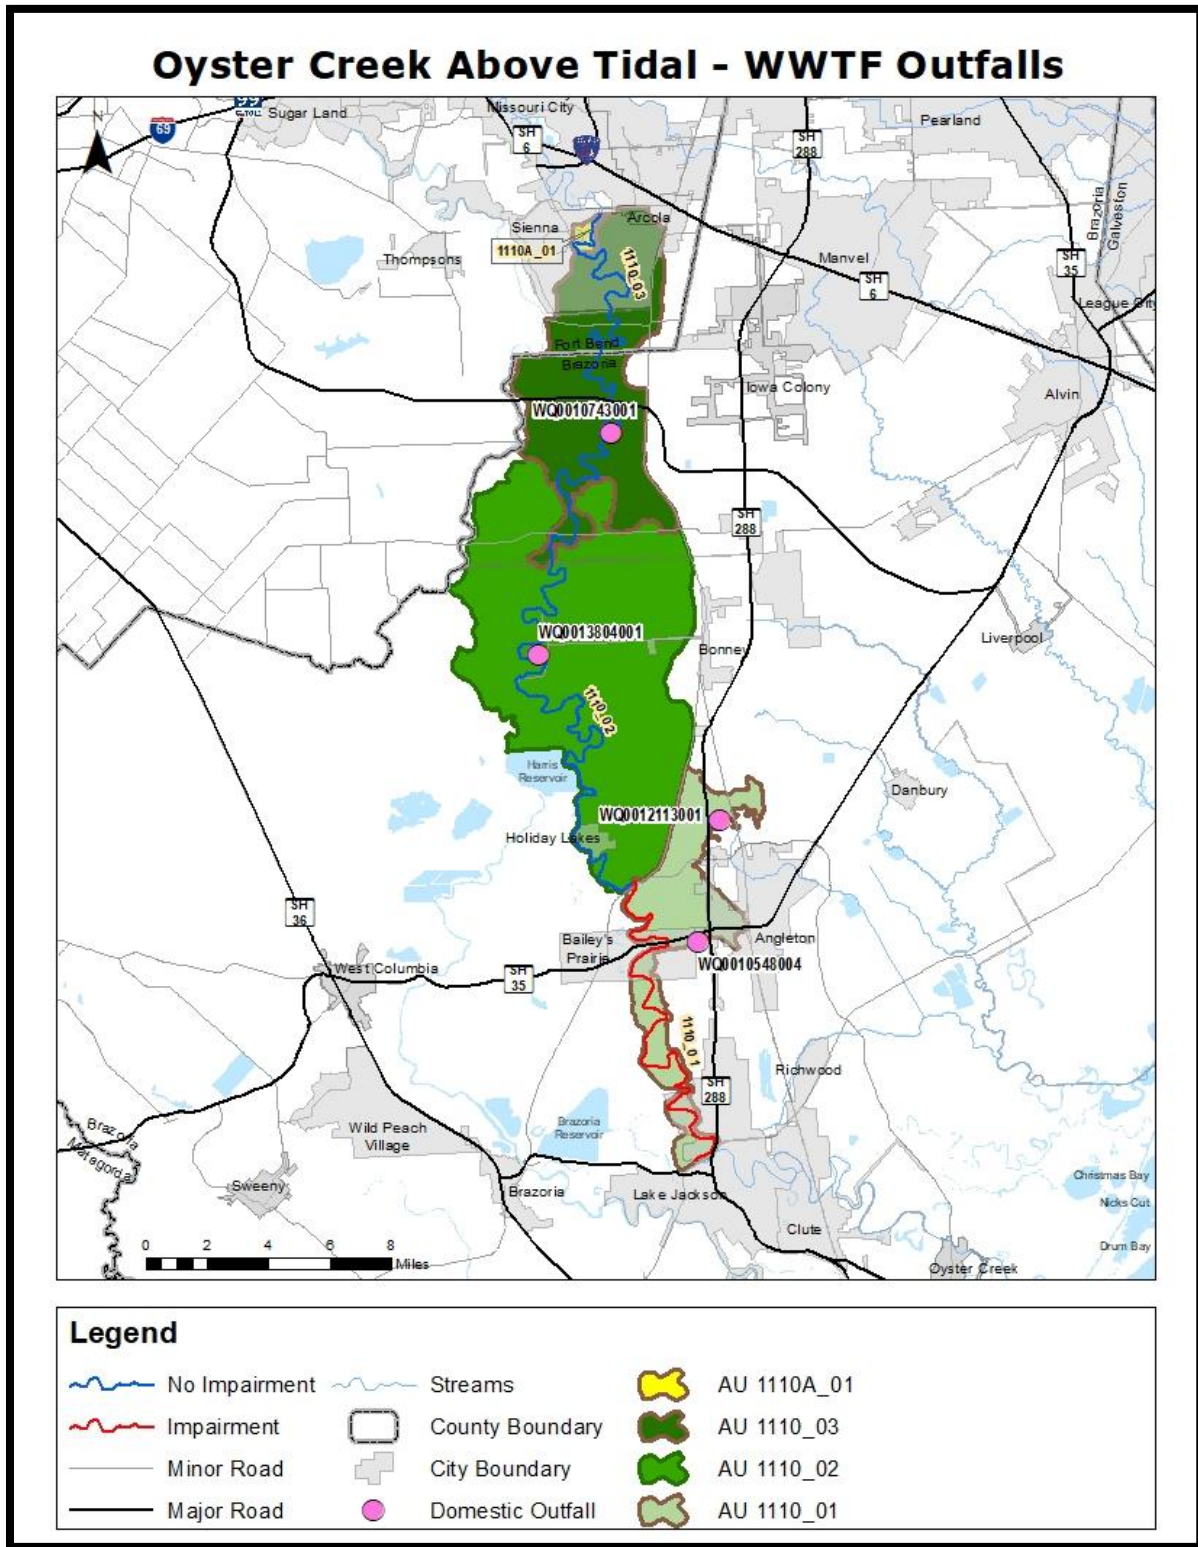 Oyster Creek Above Tidal - WWTF Outfalls
N
69
99
Sugar Land
Missouri City
SH
6
SH
288
Pearland
Brazoria
Galveston
Sienna
Arcola
1110A_01
1110_03
Thompsons
Manvel
SH
6
SH
35
League City
Fort Bend
Brazoria
Iowa Colony
Alvin
WQ0010743001
SH
288
Liverpool
WQ0013804001
Bonney
1110_02
Harris
Reservoir
Danbury
WQ0012113001
Holiday Lakes
SH
36
Bailey's
Prairie
Angleton
WQ0010548004
West Columbia
SH
35
1110_01
Richwood
SH
288
Brazoria
Matagorda
Wild Peach
Village
Brazoria
Reservoir
Sweeny
Brazoria
Lake Jackson
Clute
Christmas Bay
Nicks Cut
Drum Bay
Oyster Creek
0 2 4 6 8
Miles
Legend
No Impairment
Streams
AU 1110A_01
Impairment
County Boundary
AU 1110_03
Minor Road
City Boundary
AU 1110_02
Major Road
Domestic Outfall
AU 1110_01